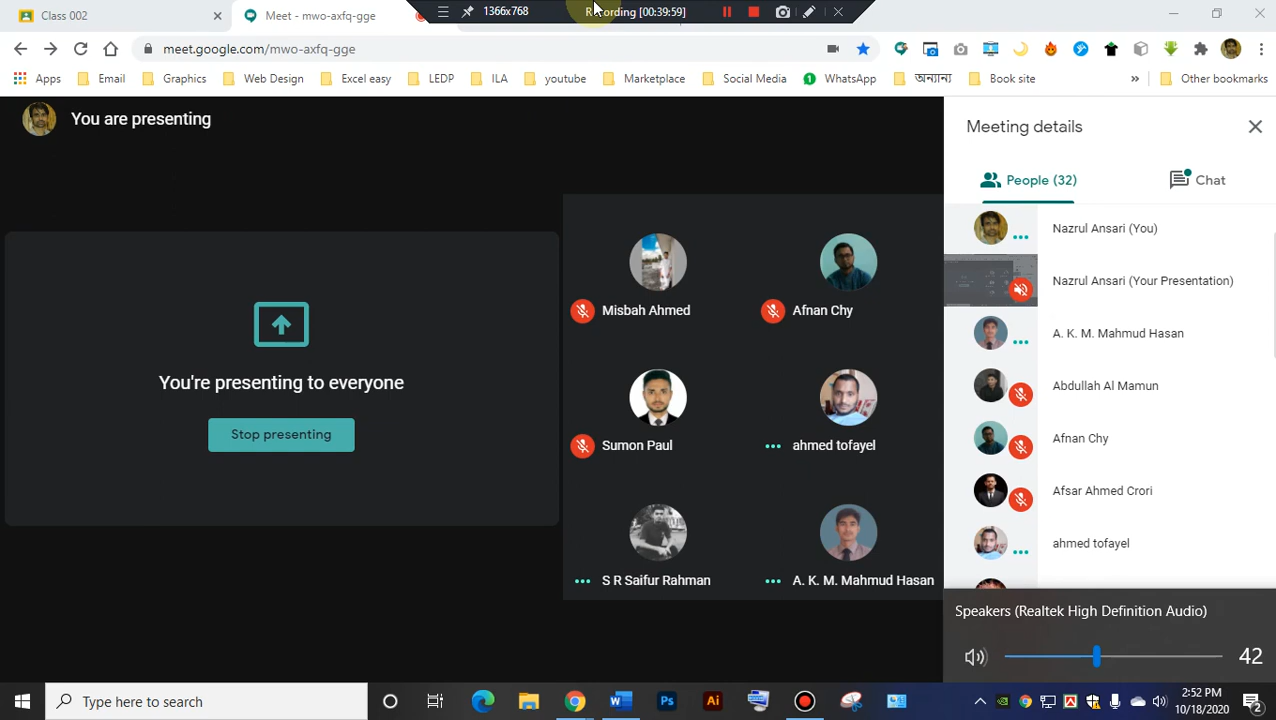 Class 002
Meet - mwo-axfq-gge
1366x768
Recording [00:39:59]
meet.google.com/mwo-axfq-gge
Apps
Email
Graphics
Web Design
Excel easy
LEDP
ILA
youtube
Marketplace
Social Media
1
WhatsApp
অন্যান্য
Book site
»
Other bookmarks
You are presenting
Meeting details
People (32)
Chat
You're presenting to everyone
Stop presenting
Misbah Ahmed
Afnan Chy
Sumon Paul
ahmed tofayel
S R Saifur Rahman
A. K. M. Mahmud Hasan
Nazrul Ansari (You)
Nazrul Ansari (Your Presentation)
A. K. M. Mahmud Hasan
Abdullah Al Mamun
Afnan Chy
Afsar Ahmed Crori
ahmed tofayel
Speakers (Realtek High Definition Audio)
42
Type here to search
Ps
Ai
2:52 PM
10/18/2020
2